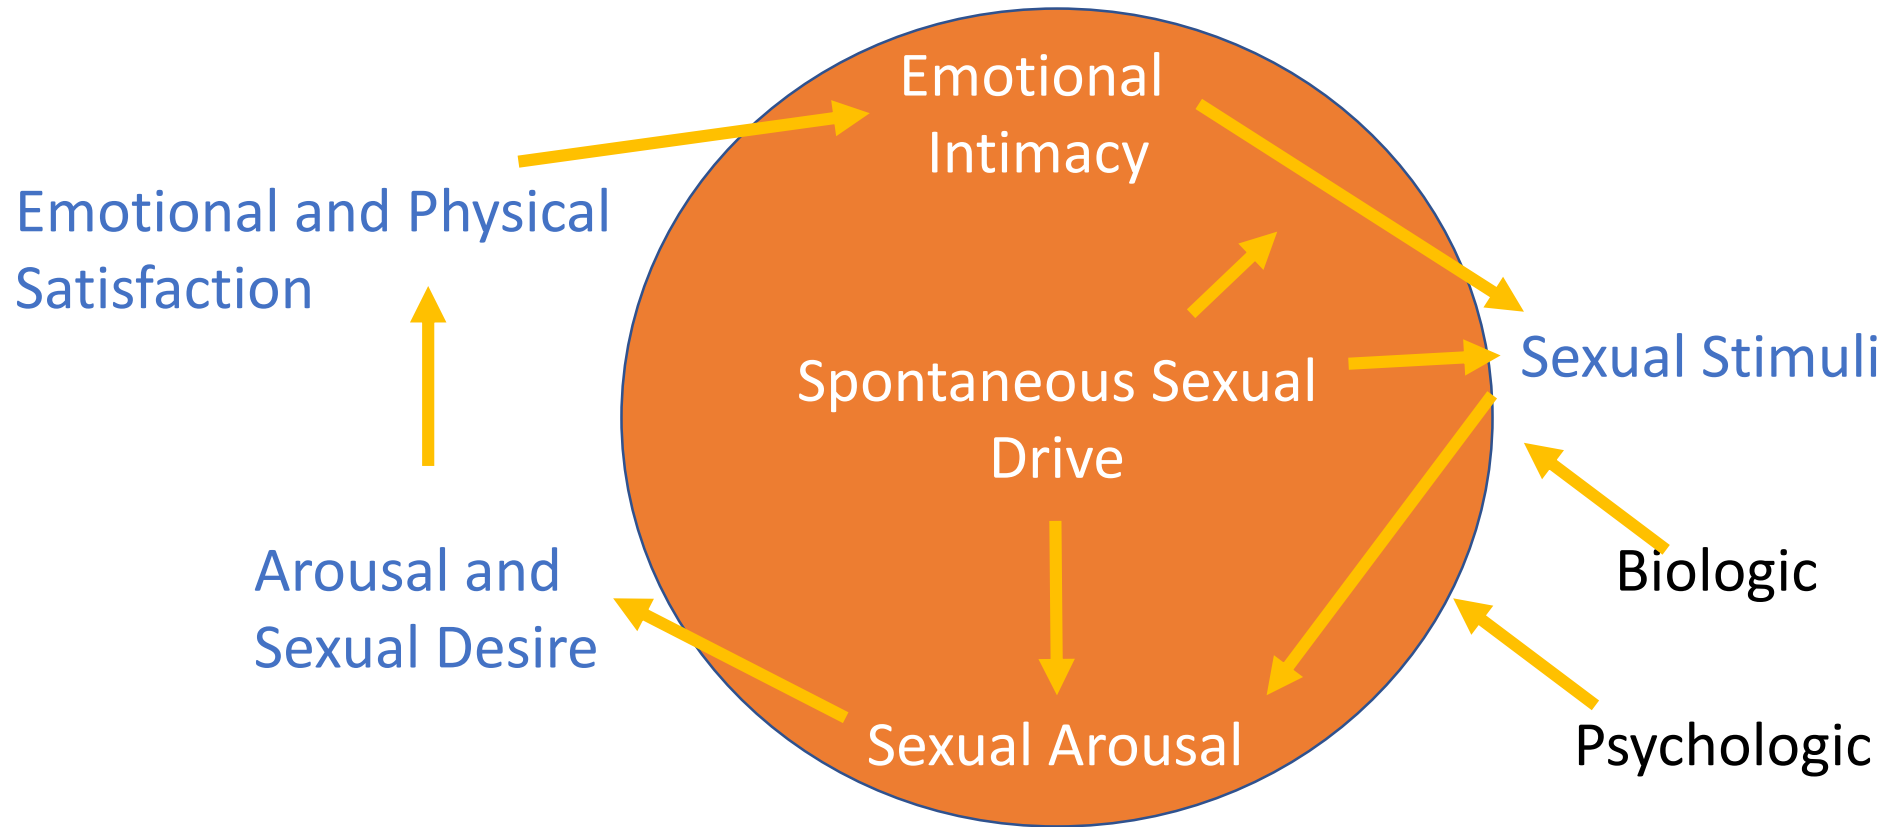 Emotional
Intimacy
Emotional and Physical
Satisfaction
Sexual Stimuli
Spontaneous Sexual
Drive
Arousal and
Sexual Desire
Biologic
Sexual Arousal
Psychologic